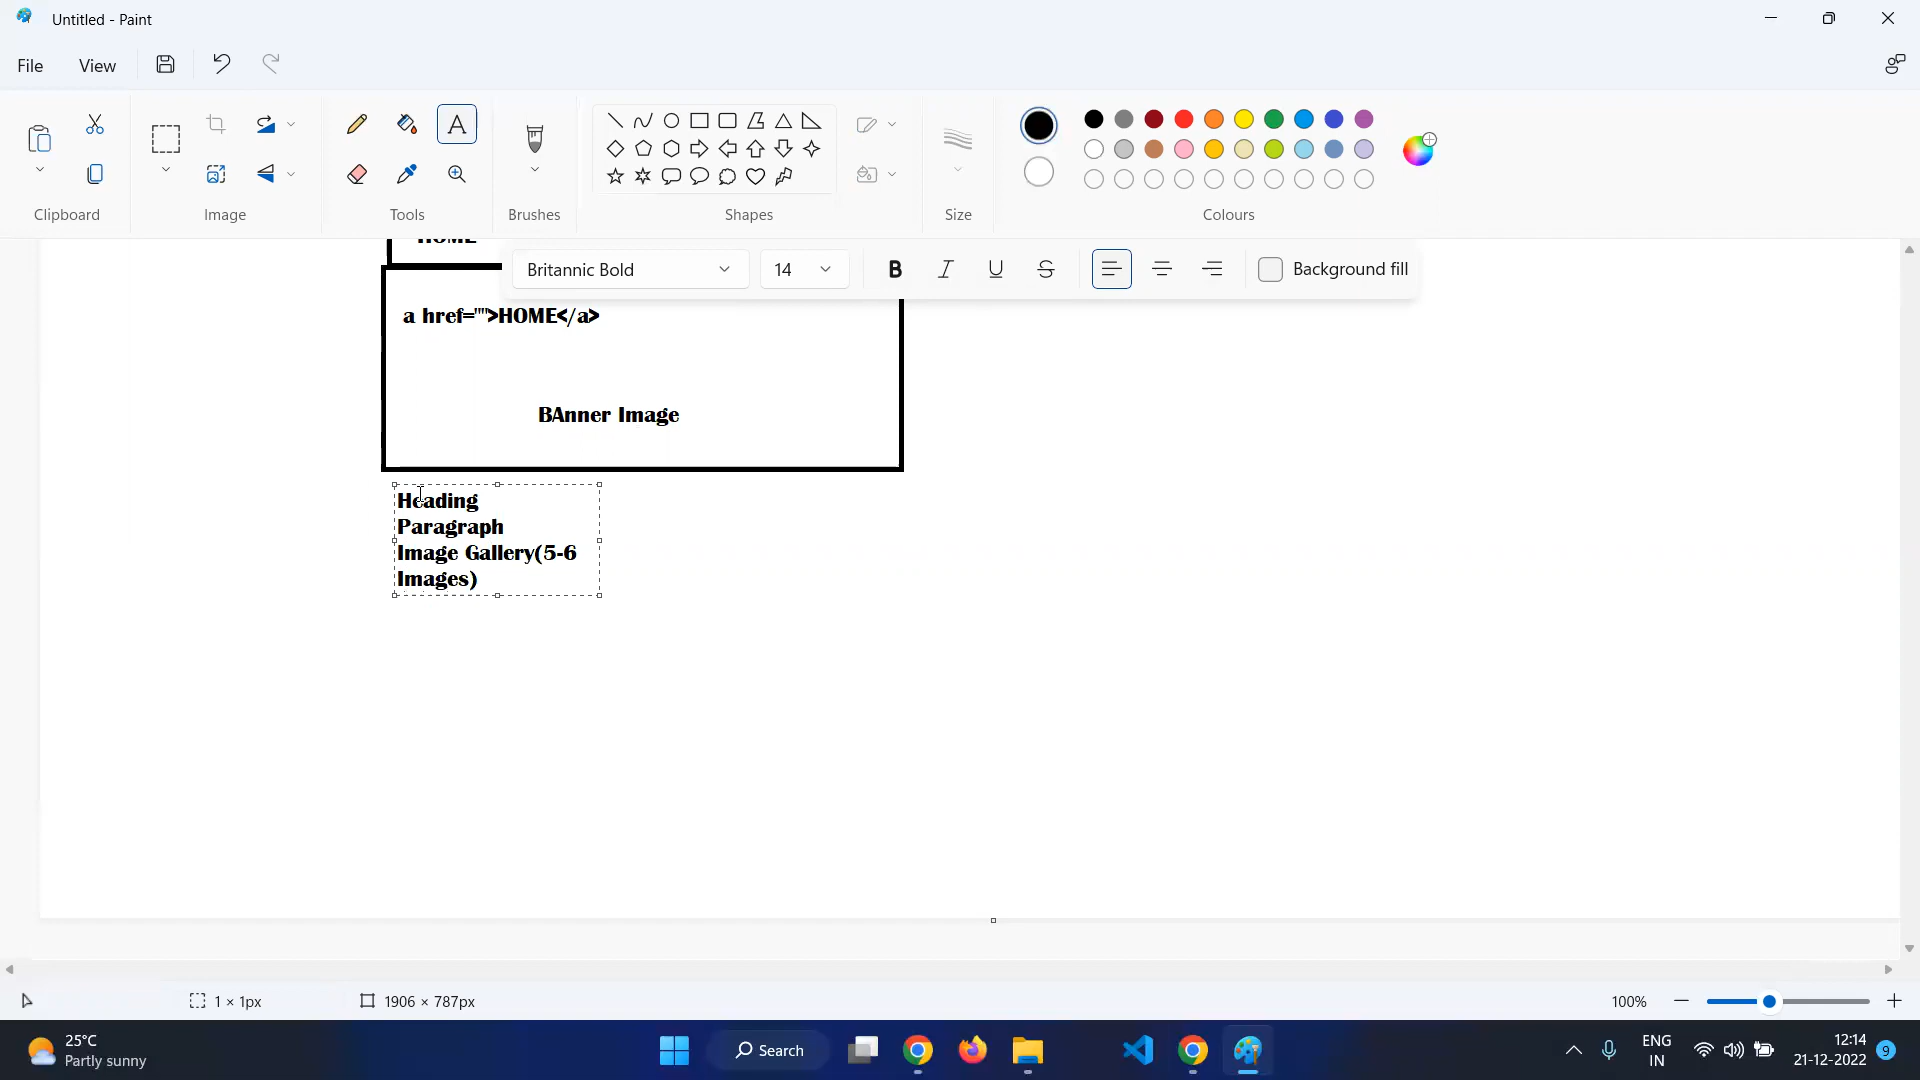 Untitled - Paint
File
View
Clipboard
Image
Tools
Brushes
Shapes
Size
Colours
HOME
Britannic Bold
14
B
I
U
S
Background fill
a href="">HOME</a>
BAnner Image
Heading
Paragraph
Image Gallery(5-6
Images)
1 × 1px
1906 × 787px
100%
25°C
Partly sunny
Search
ENG
IN
12:14
21-12-2022
9